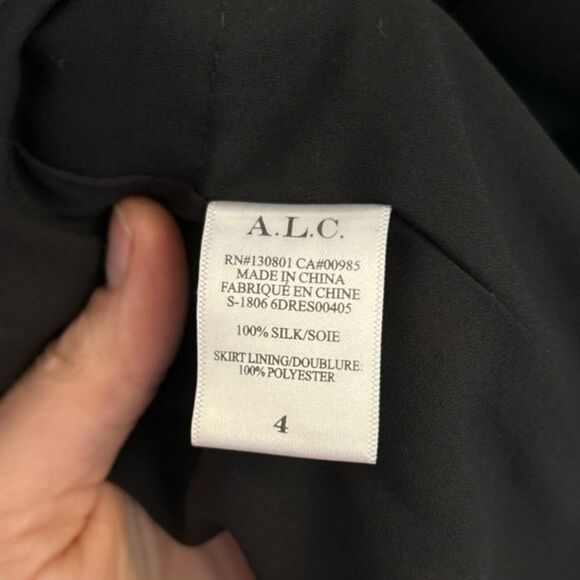 A.L.C.
RN#130801 CA#00985
MADE IN CHINA
FABRIQUÉ EN CHINE
S-1806 6DRES00405
100% SILK/SOIE
SKIRT LINING/DOUBLURE:
100% POLYESTER
4